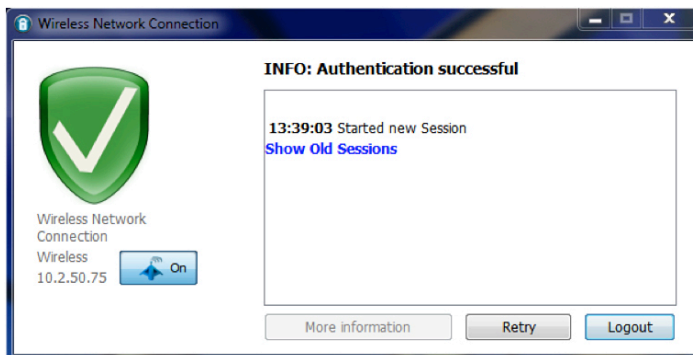 Wireless Network Connection
INFO: Authentication successful
13:39:03 Started new Session
Show Old Sessions
Wireless Network
Connection
Wireless
10.2.50.75
On
More information
Retry
Logout